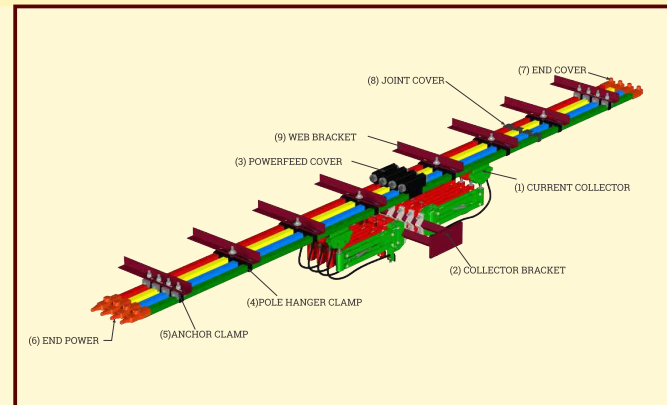 (7) END COVER
(8) JOINT COVER
(9) WEB BRACKET
(3) POWERFEED COVER
(1) CURRENT COLLECTOR
(2) COLLECTOR BRACKET
(4)POLE HANGER CLAMP
(5)ANCHOR CLAMP
(6) END POWER